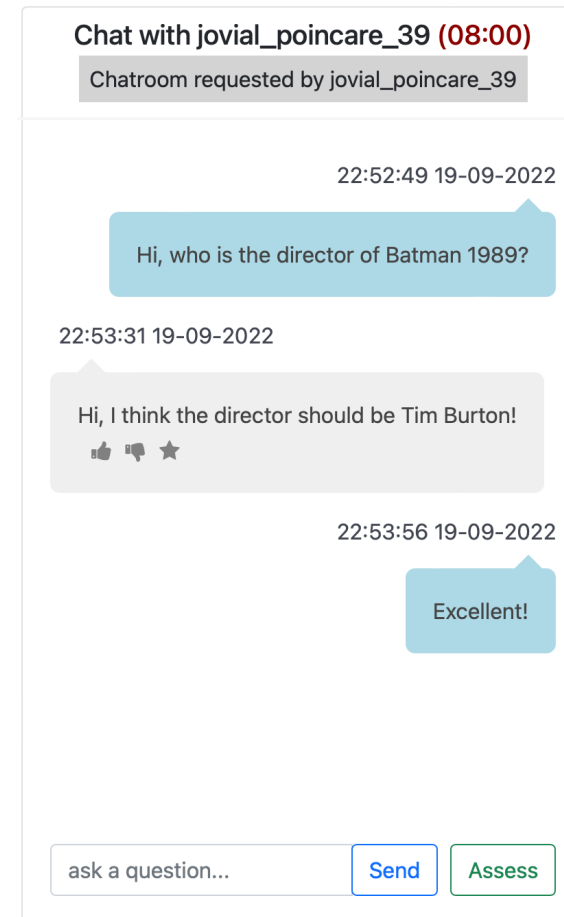 Chat with jovial_poincare_39 (08:00)
Chatroom requested by jovial_poincare_39
22:52:49 19-09-2022
Hi, who is the director of Batman 1989?
22:53:31 19-09-2022
Hi, I think the director should be Tim Burton!
22:53:56 19-09-2022
Excellent!
ask a question... Send Assess